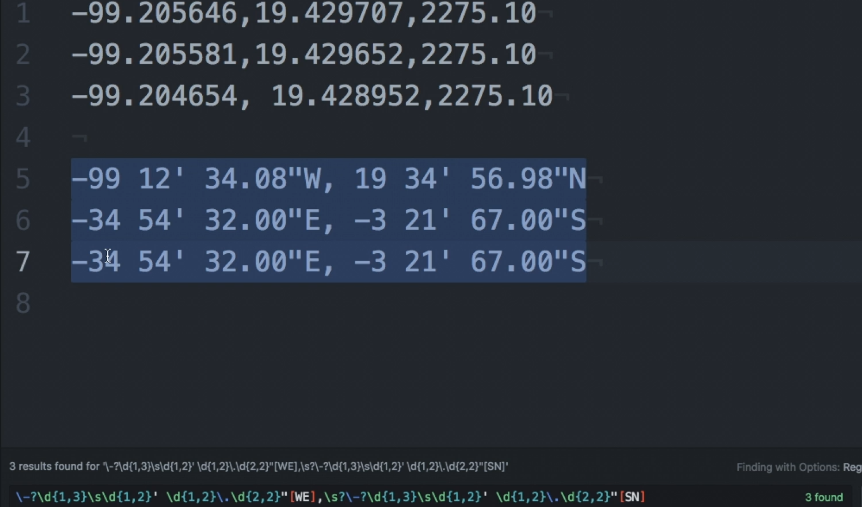 1 -99.205646,19.429707,2275.10¬
2 -99.205581,19.429652,2275.10¬
3 -99.204654, 19.428952,2275.10¬
4 ¬
5 -99 12' 34.08"W, 19 34' 56.98"N¬
6 -34 54' 32.00"E, -3 21' 67.00"S¬
7 -34 54' 32.00"E, -3 21' 67.00"S¬
8
3 results found for '\-?\d{1,3}\s\d{1,2}' \d{1,2}\.\d{2,2}"[WE],\s?\-?\d{1,3}\s\d{1,2}' \d{1,2}\.\d{2,2}"[SN]' Finding with Options: Reg
\-?\d{1,3}\s\d{1,2}' \d{1,2}\.\d{2,2}"[WE],\s?\-?\d{1,3}\s\d{1,2}' \d{1,2}\.\d{2,2}"[SN] 3 found